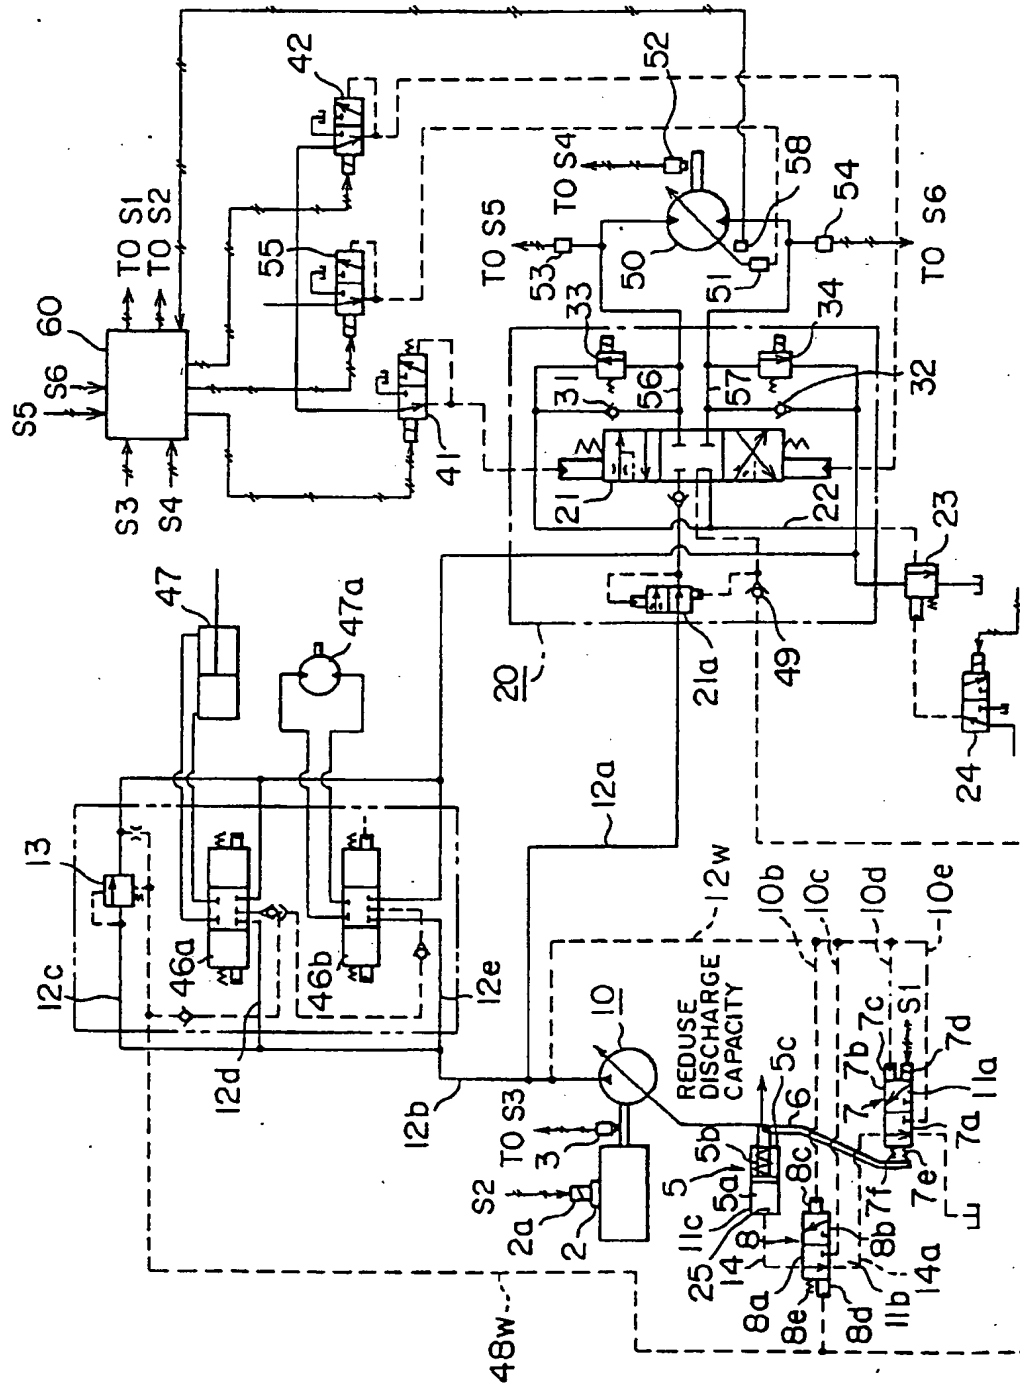 S5
S6
60
TO S1
TO S2
S3
S4
42
55
41
52
TO S4
TO S5
53
50
58
54
51
TO S6
33
34
31
32
56
57
21
22
23
20
21a
49
24
47
47a
13
12c
46a
46b
12d
12e
12a
12b
12w
TO S3
S2
3
2a
2
10
REDUSE
DISCHARGE
CAPACITY
10b
10c
10d
10e
5
5a
5b
5c
6
11c
25
14
8
8a
8b
8c
8d
8e
11b
14a
7
7a
7b
7c
7d
7e
7f
S1
11a
48w